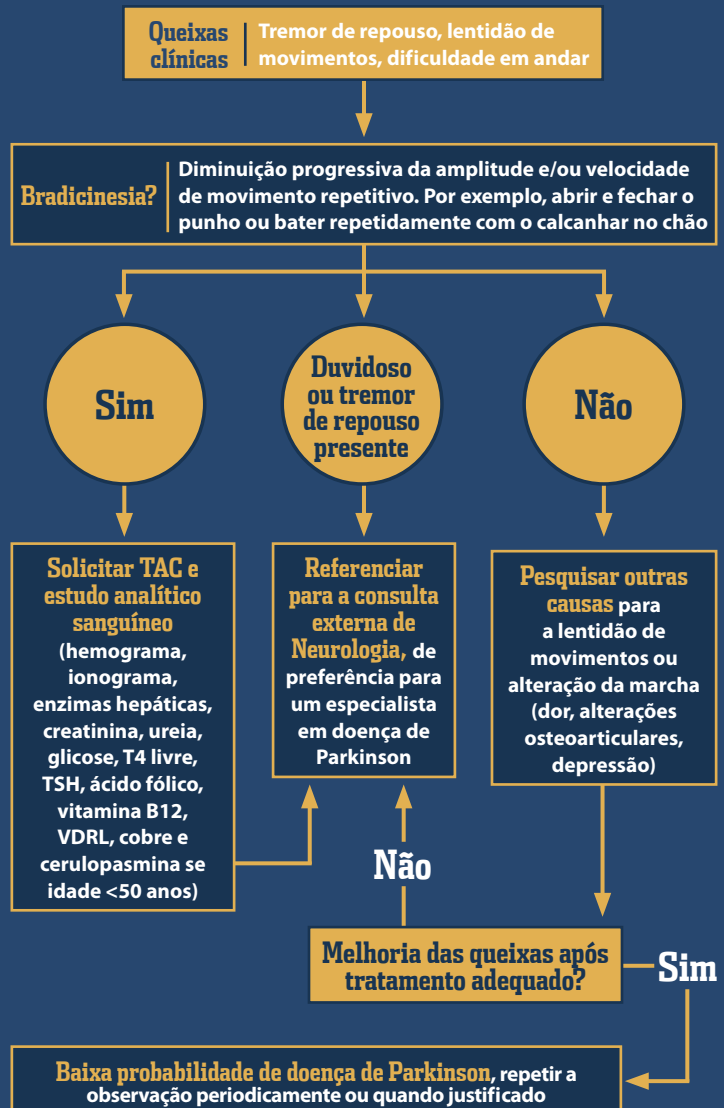 Queixas
clínicas
Tremor de repouso, lentidão de
movimentos, dificuldade em andar
Bradicinesia?
Diminuição progressiva da amplitude e/ou velocidade
de movimento repetitivo. Por exemplo, abrir e fechar o
punho ou bater repetidamente com o calcanhar no chão
Sim
Duvidoso
ou tremor
de repouso
presente
Não
Solicitar TAC e
estudo analítico
sanguíneo
(hemograma,
ionograma,
enzimas hepáticas,
creatinina, ureia,
glicose, T4 livre,
TSH, ácido fólico,
vitamina B12,
VDRL, cobre e
cerulopasmina se
idade <50 anos)
Referenciar
para a consulta
externa de
Neurologia, de
preferência para
um especialista
em doença de
Parkinson
Pesquisar outras
causas para
a lentidão de
movimentos ou
alteração da marcha
(dor, alterações
osteoarticulares,
depressão)
Não
Melhoria das queixas após
tratamento adequado?
Sim
Baixa probabilidade de doença de Parkinson, repetir a
observação periodicamente ou quando justificado